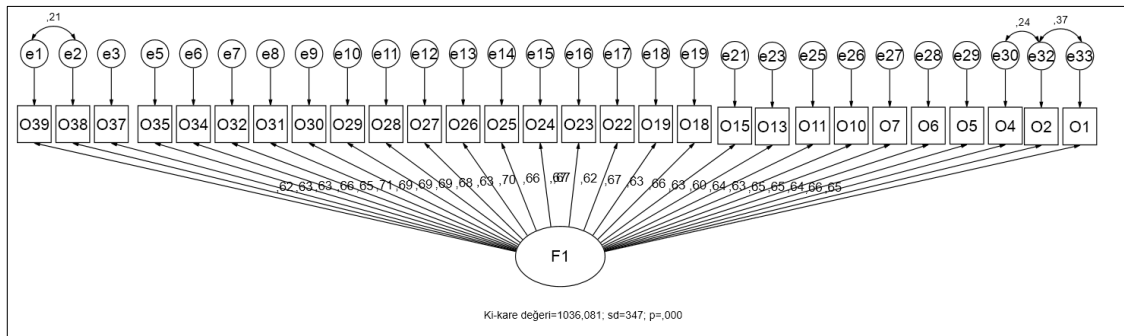 ,21 ,24 ,37
e1 e2 e3 e5 e6 e7 e8 e9 e10 e11 e12 e13 e14 e15 e16 e17 e18 e19 e21 e23 e25 e26 e27 e28 e29 e30 e32 e33
O39 O38 O37 O35 O34 O32 O31 O30 O29 O28 O27 O26 O25 O24 O23 O22 O19 O18 O15 O13 O11 O10 O7 O6 O5 O4 O2 O1
,62 ,63 ,63 ,66 ,65 ,71 ,69 ,69 ,69 ,68 ,63 ,70 ,66 ,67 ,62 ,67 ,63 ,66 ,63 ,60 ,64 ,63 ,65 ,65 ,64 ,66 ,65
F1
Ki-kare değeri=1036,081; sd=347; p=,000